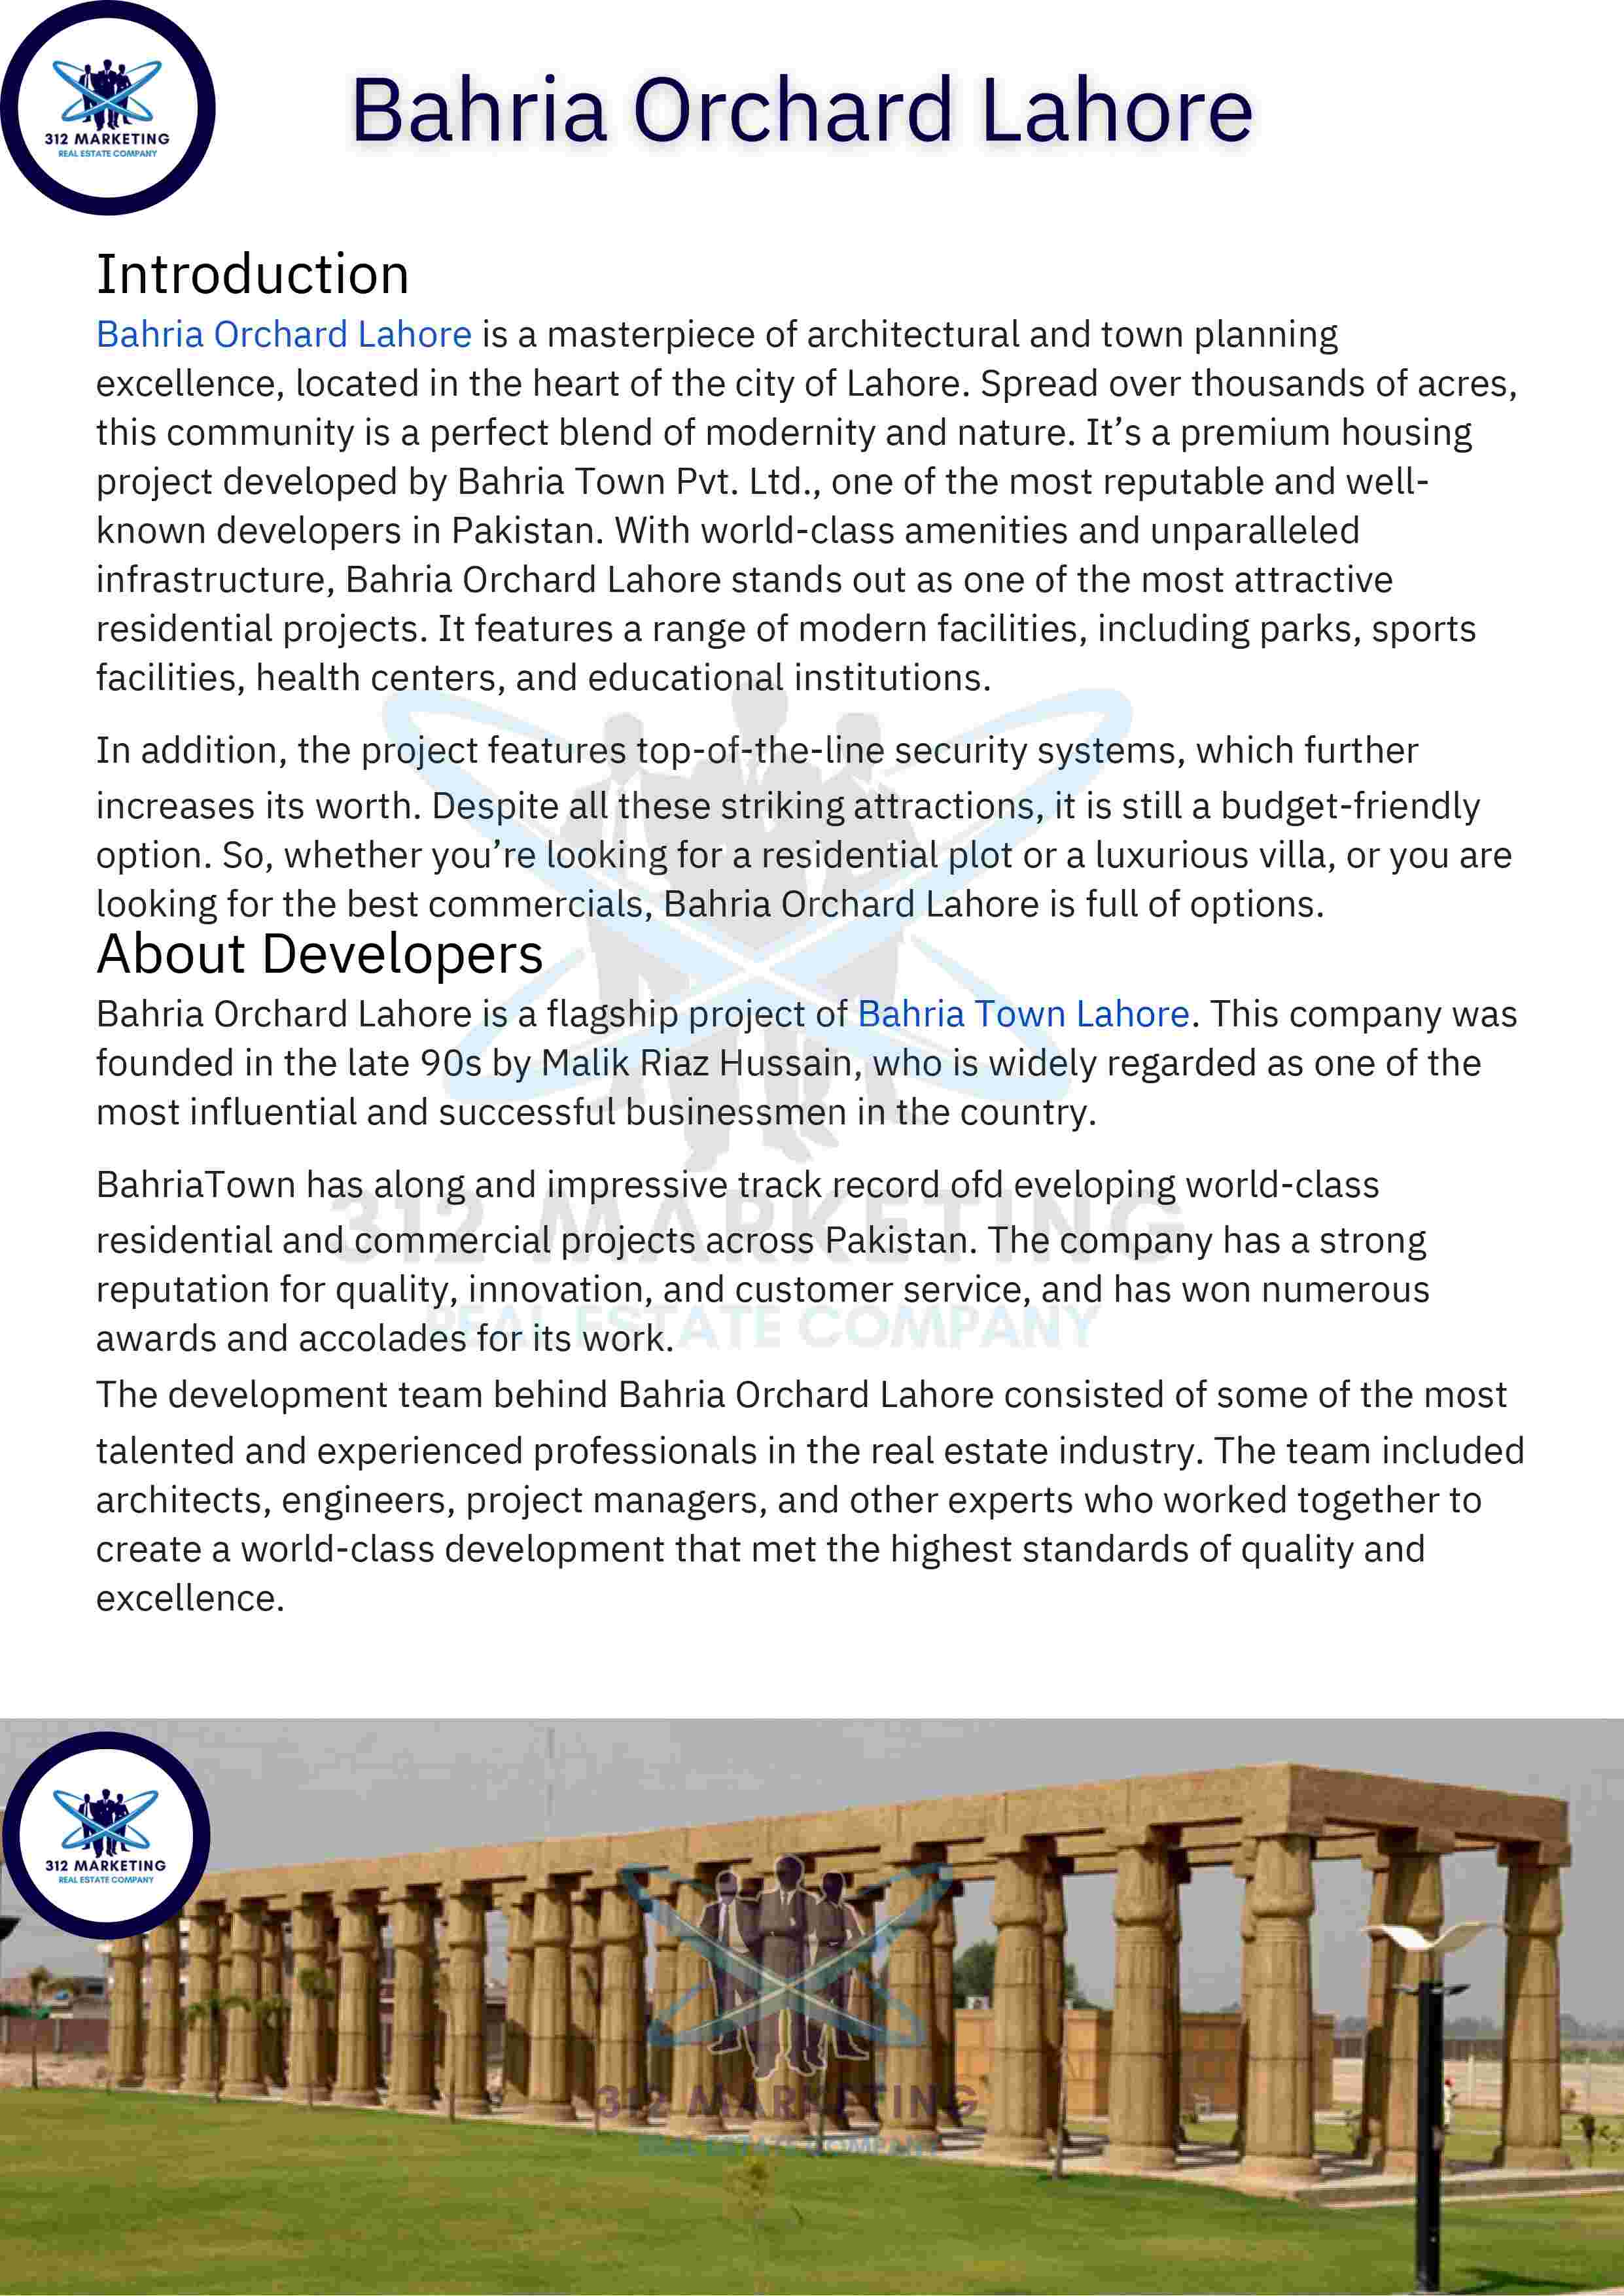 312 MARKETING
REAL ESTATE COMPANY
Bahria Orchard Lahore
Introduction
Bahria Orchard Lahore is a masterpiece of architectural and town planning
excellence, located in the heart of the city of Lahore. Spread over thousands of acres,
this community is a perfect blend of modernity and nature. It’s a premium housing
project developed by Bahria Town Pvt. Ltd., one of the most reputable and well-
known developers in Pakistan. With world-class amenities and unparalleled
infrastructure, Bahria Orchard Lahore stands out as one of the most attractive
residential projects. It features a range of modern facilities, including parks, sports
facilities, health centers, and educational institutions.
In addition, the project features top-of-the-line security systems, which further
increases its worth. Despite all these striking attractions, it is still a budget-friendly
option. So, whether you’re looking for a residential plot or a luxurious villa, or you are
looking for the best commercials, Bahria Orchard Lahore is full of options.
About Developers
Bahria Orchard Lahore is a flagship project of Bahria Town Lahore. This company was
founded in the late 90s by Malik Riaz Hussain, who is widely regarded as one of the
most influential and successful businessmen in the country.
BahriaTown has along and impressive track record ofd eveloping world-class
residential and commercial projects across Pakistan. The company has a strong
reputation for quality, innovation, and customer service, and has won numerous
awards and accolades for its work.
The development team behind Bahria Orchard Lahore consisted of some of the most
talented and experienced professionals in the real estate industry. The team included
architects, engineers, project managers, and other experts who worked together to
create a world-class development that met the highest standards of quality and
excellence.
312 MARKETING
REAL ESTATE COMPANY
312 MARKETING
REAL ESTATE COMPANY
312 MARKETING
REAL ESTATE COMPANY